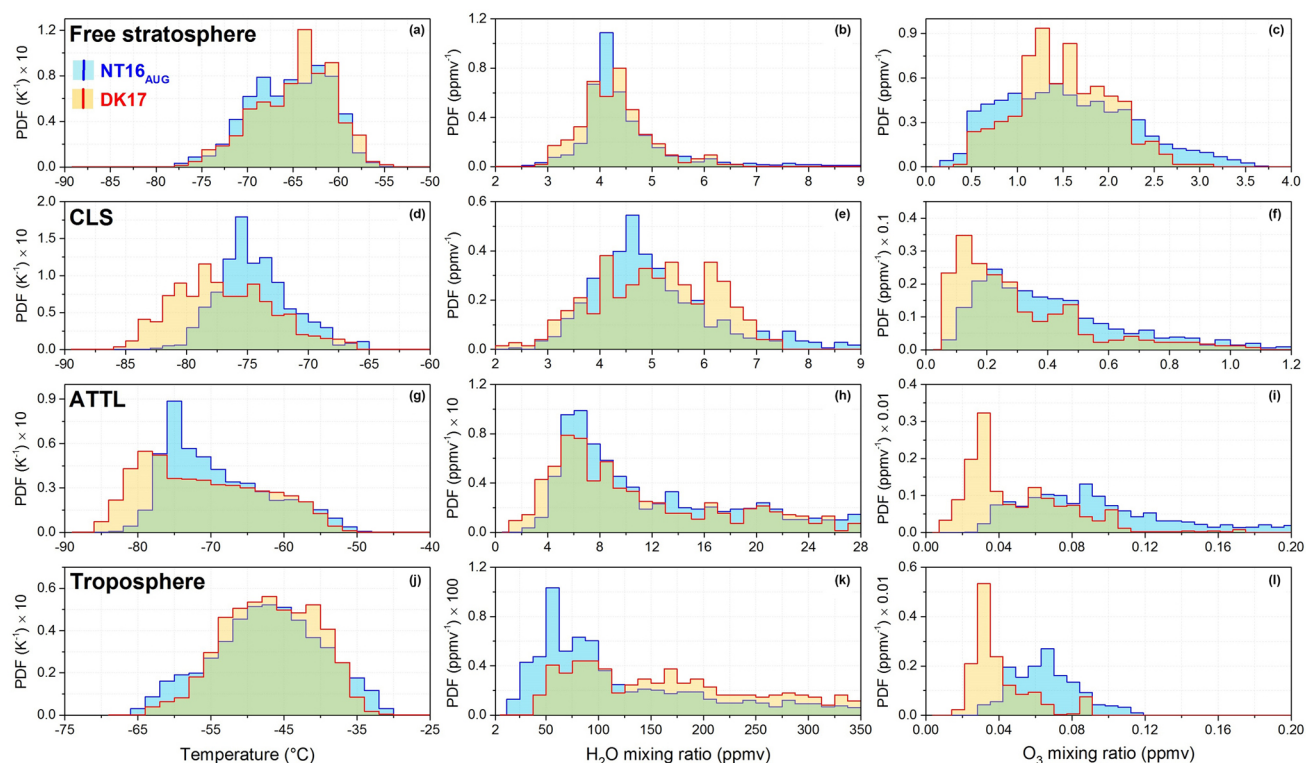 Free stratosphere
NT16AUG
DK17
(a)
PDF (K⁻¹) × 10
1.2
0.8
0.4
0.0
-90 -85 -80 -75 -70 -65 -60 -55 -50
(b)
PDF (ppmv⁻¹)
1.2
0.8
0.4
0.0
2 3 4 5 6 7 8 9
(c)
PDF (ppmv⁻¹)
0.9
0.6
0.3
0.0
0.0 0.5 1.0 1.5 2.0 2.5 3.0 3.5 4.0
CLS
(d)
PDF (K⁻¹) × 10
2.0
1.5
1.0
0.5
0.0
-90 -85 -80 -75 -70 -65 -60
(e)
PDF (ppmv⁻¹)
0.6
0.4
0.2
0.0
2 3 4 5 6 7 8 9
(f)
PDF (ppmv⁻¹) × 0.1
0.4
0.3
0.2
0.1
0.0
0.2 0.4 0.6 0.8 1.0 1.2
ATTL
(g)
PDF (K⁻¹) × 10
0.9
0.6
0.3
0.0
-90 -80 -70 -60 -50 -40
(h)
PDF (ppmv⁻¹) × 10
1.2
1.0
0.8
0.6
0.4
0.2
0.0
0 4 8 12 16 20 24 28
(i)
PDF (ppmv⁻¹) × 0.01
0.4
0.3
0.2
0.1
0.0
0.00 0.04 0.08 0.12 0.16 0.20
Troposphere
(j)
PDF (K⁻¹) × 10
0.6
0.4
0.2
0.0
-75 -65 -55 -45 -35 -25
Temperature (°C)
(k)
PDF (ppmv⁻¹) × 100
1.2
0.8
0.4
0.0
2 50 100 150 200 250 300 350
H₂O mixing ratio (ppmv)
(l)
PDF (ppmv⁻¹) × 0.01
0.6
0.4
0.2
0.0
0.00 0.04 0.08 0.12 0.16 0.20
O₃ mixing ratio (ppmv)